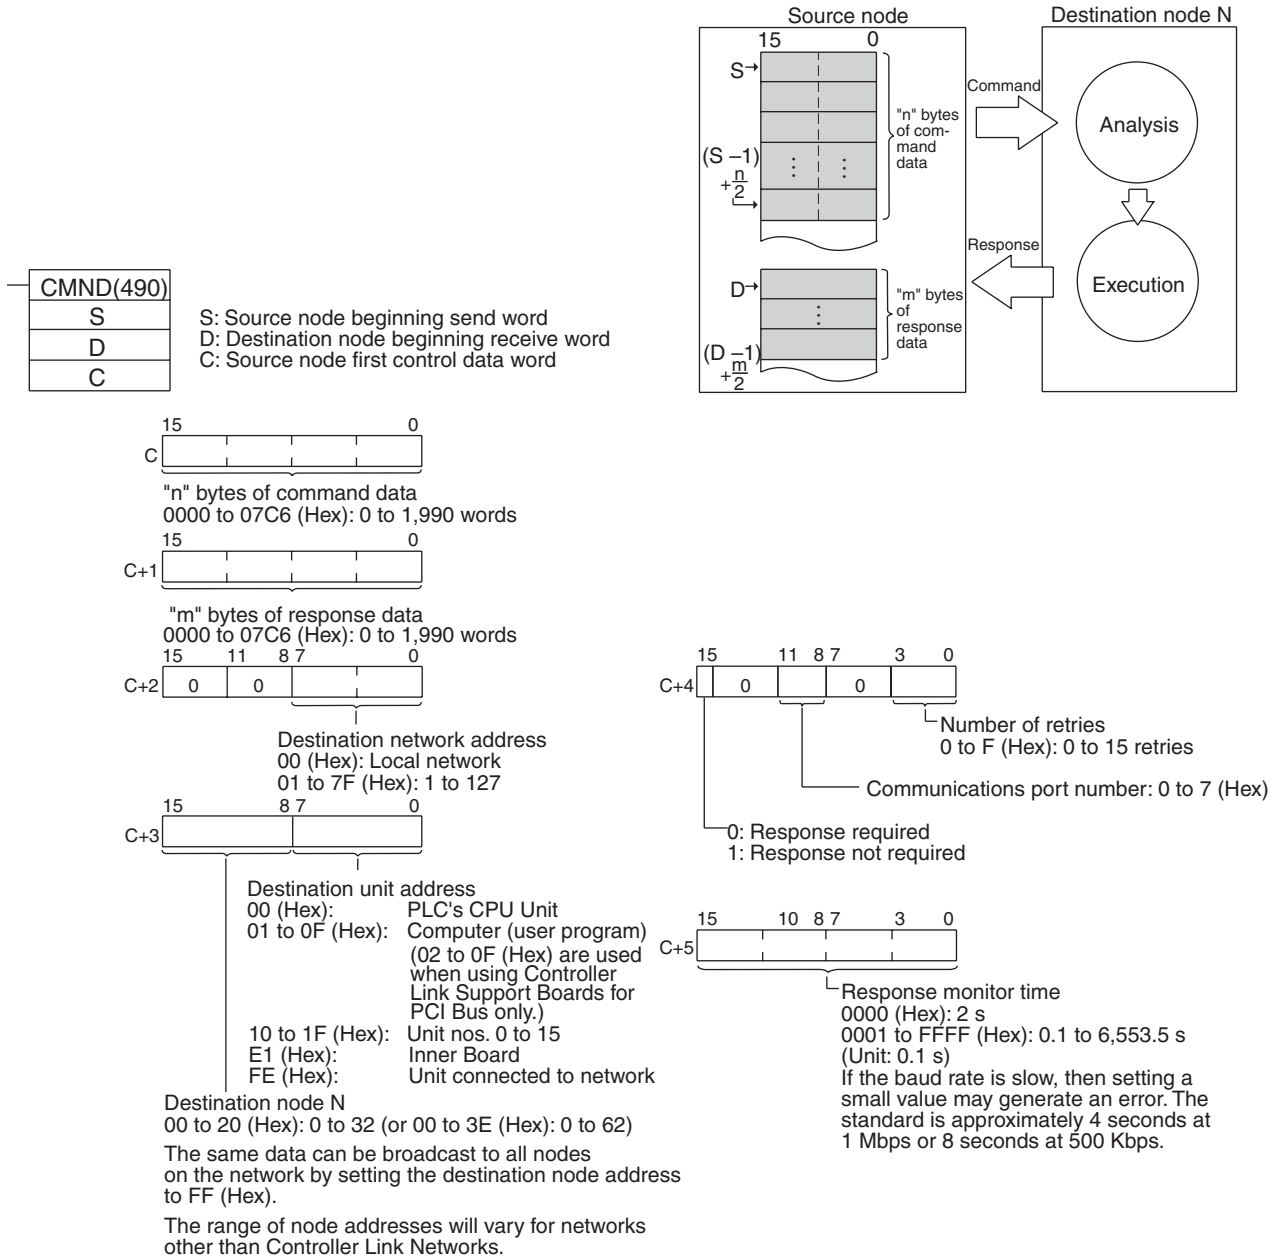 Source node
Destination node N
15 0
S
Command
"n" bytes
of com-
mand
data
Analysis
(S –1)
+n/2
Response
D
"m" bytes
of
response
data
Execution
(D –1)
+m/2
CMND(490)
S
D
C
S: Source node beginning send word
D: Destination node beginning receive word
C: Source node first control data word
15 0
C
"n" bytes of command data
0000 to 07C6 (Hex): 0 to 1,990 words
15 0
C+1
"m" bytes of response data
0000 to 07C6 (Hex): 0 to 1,990 words
15 11 8 7 0
C+2 0 0
Destination network address
00 (Hex): Local network
01 to 7F (Hex): 1 to 127
15 8 7 0
C+3
Destination unit address
00 (Hex): PLC's CPU Unit
01 to 0F (Hex): Computer (user program)
(02 to 0F (Hex) are used
when using Controller
Link Support Boards for
PCI Bus only.)
10 to 1F (Hex): Unit nos. 0 to 15
E1 (Hex): Inner Board
FE (Hex): Unit connected to network
Destination node N
00 to 20 (Hex): 0 to 32 (or 00 to 3E (Hex): 0 to 62)
The same data can be broadcast to all nodes
on the network by setting the destination node address
to FF (Hex).
The range of node addresses will vary for networks
other than Controller Link Networks.
15 11 8 7 3 0
C+4 0 0
Number of retries
0 to F (Hex): 0 to 15 retries
Communications port number: 0 to 7 (Hex)
0: Response required
1: Response not required
15 10 8 7 3 0
C+5
Response monitor time
0000 (Hex): 2 s
0001 to FFFF (Hex): 0.1 to 6,553.5 s
(Unit: 0.1 s)
If the baud rate is slow, then setting a
small value may generate an error. The
standard is approximately 4 seconds at
1 Mbps or 8 seconds at 500 Kbps.